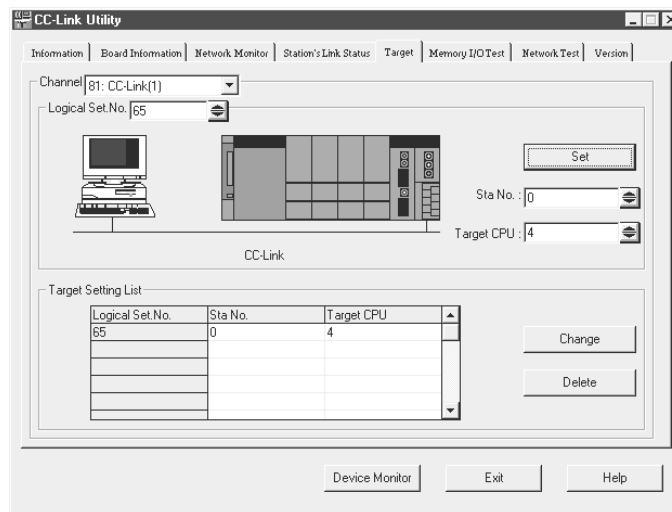 CC-Link Utility
Information Board Information Network Monitor Station's Link Status Target Memory I/O Test Network Test Version
Channel 81: CC-Link(1)
Logical Set.No. 65
Set
Sta No. : 0
Target CPU : 4
CC-Link
Target Setting List
Logical Set.No. Sta No. Target CPU
65 0 4
Change
Delete
Device Monitor Exit Help